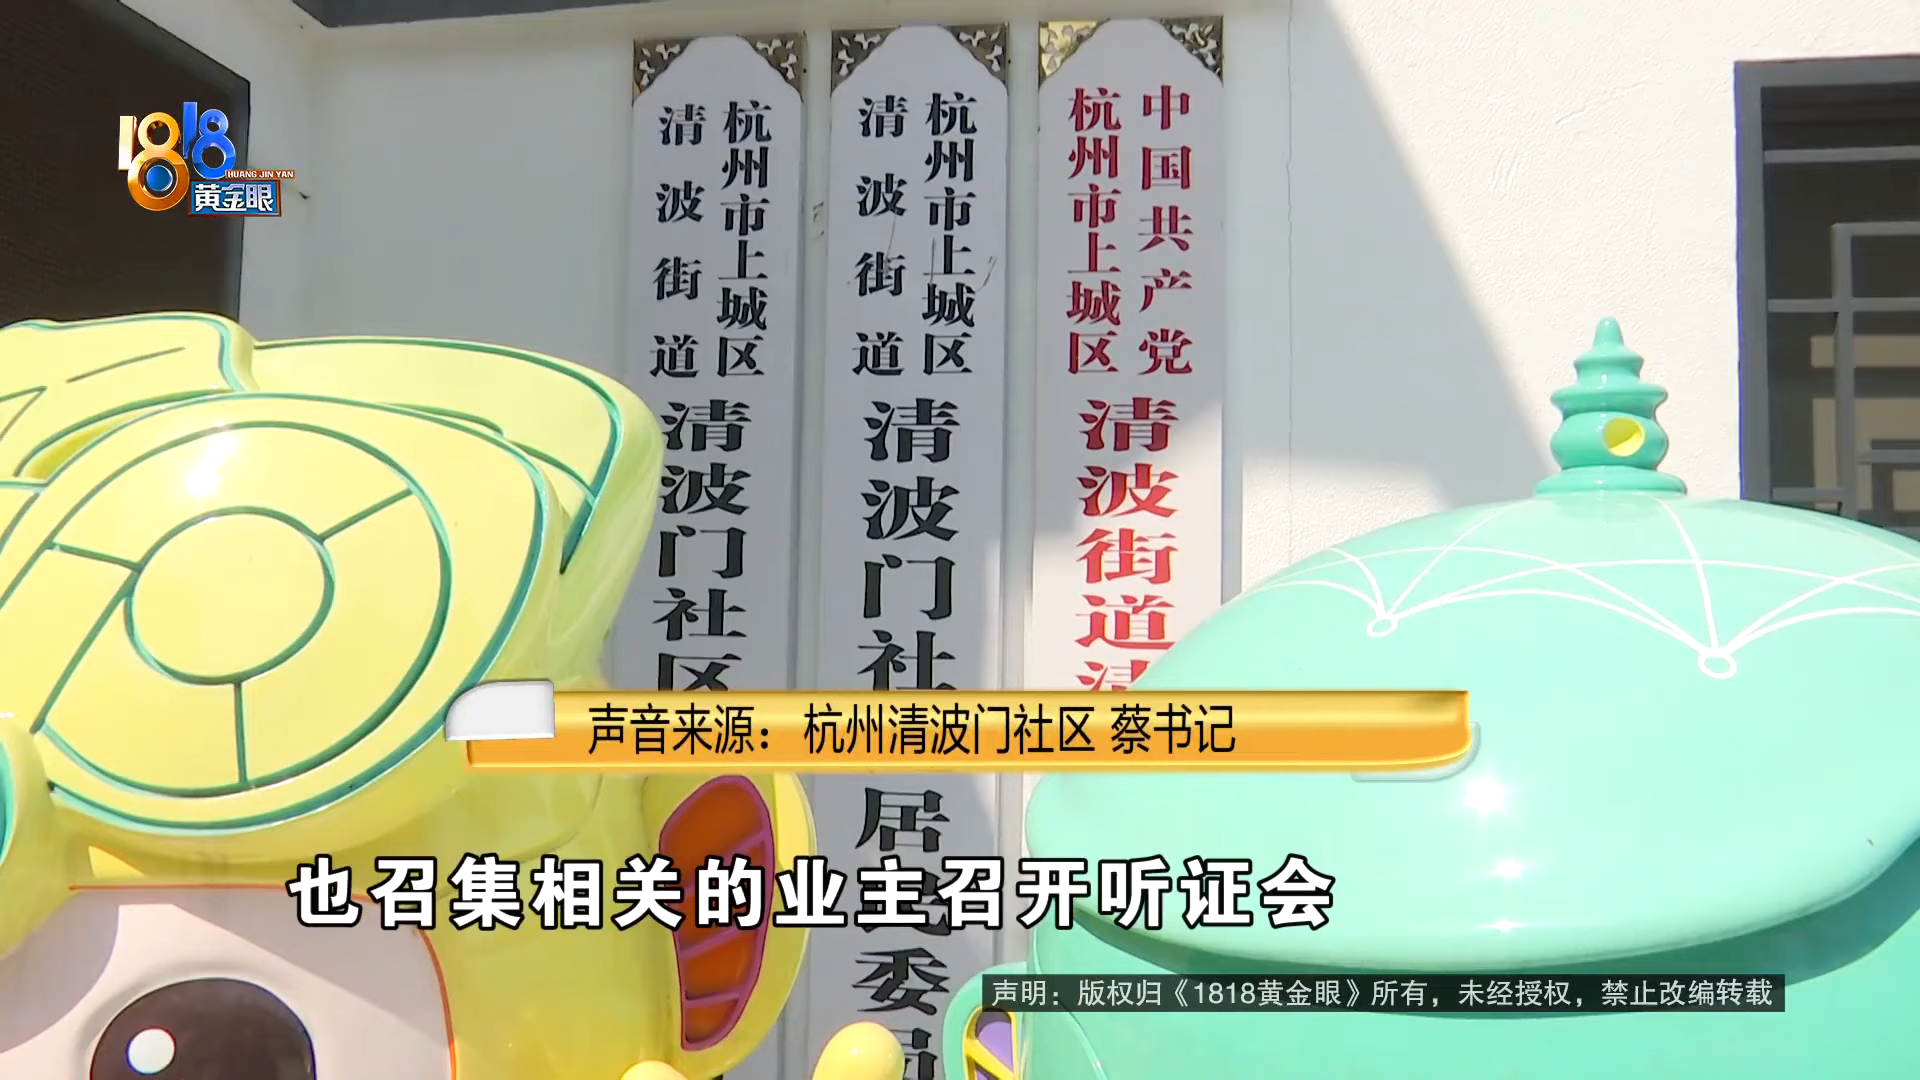 1818
HUANG JIN YAN
黄金眼
中国共产党
杭州市上城区
清波街道清
杭州市上城区
清波街道
清波门社
居民委员
杭州市上城区
清波街道
清波门社区
声音来源：杭州清波门社区 蔡书记
也召集相关的业主召开听证会
声明：版权归《1818黄金眼》所有，未经授权，禁止改编转载